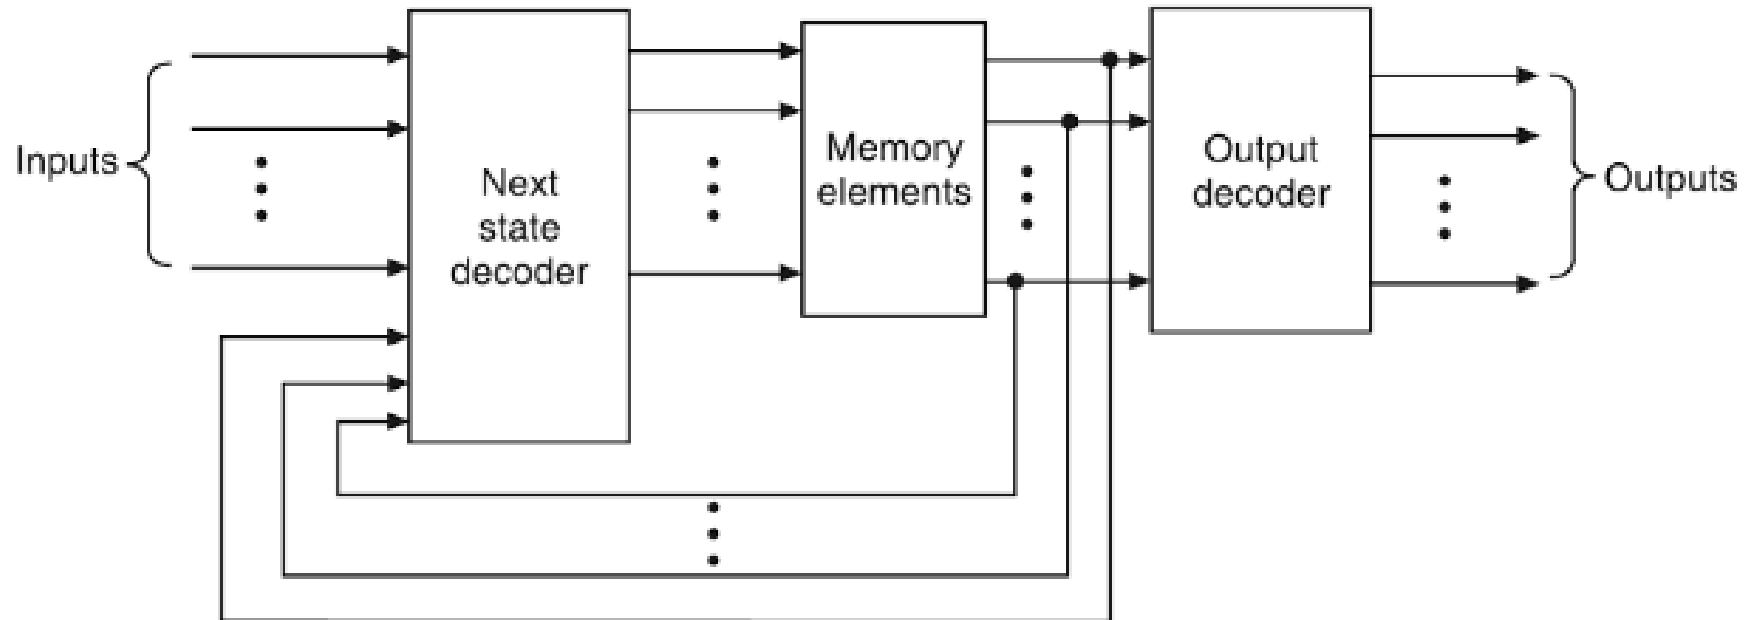 Inputs
Next
state
decoder
Memory
elements
Output
decoder
Outputs